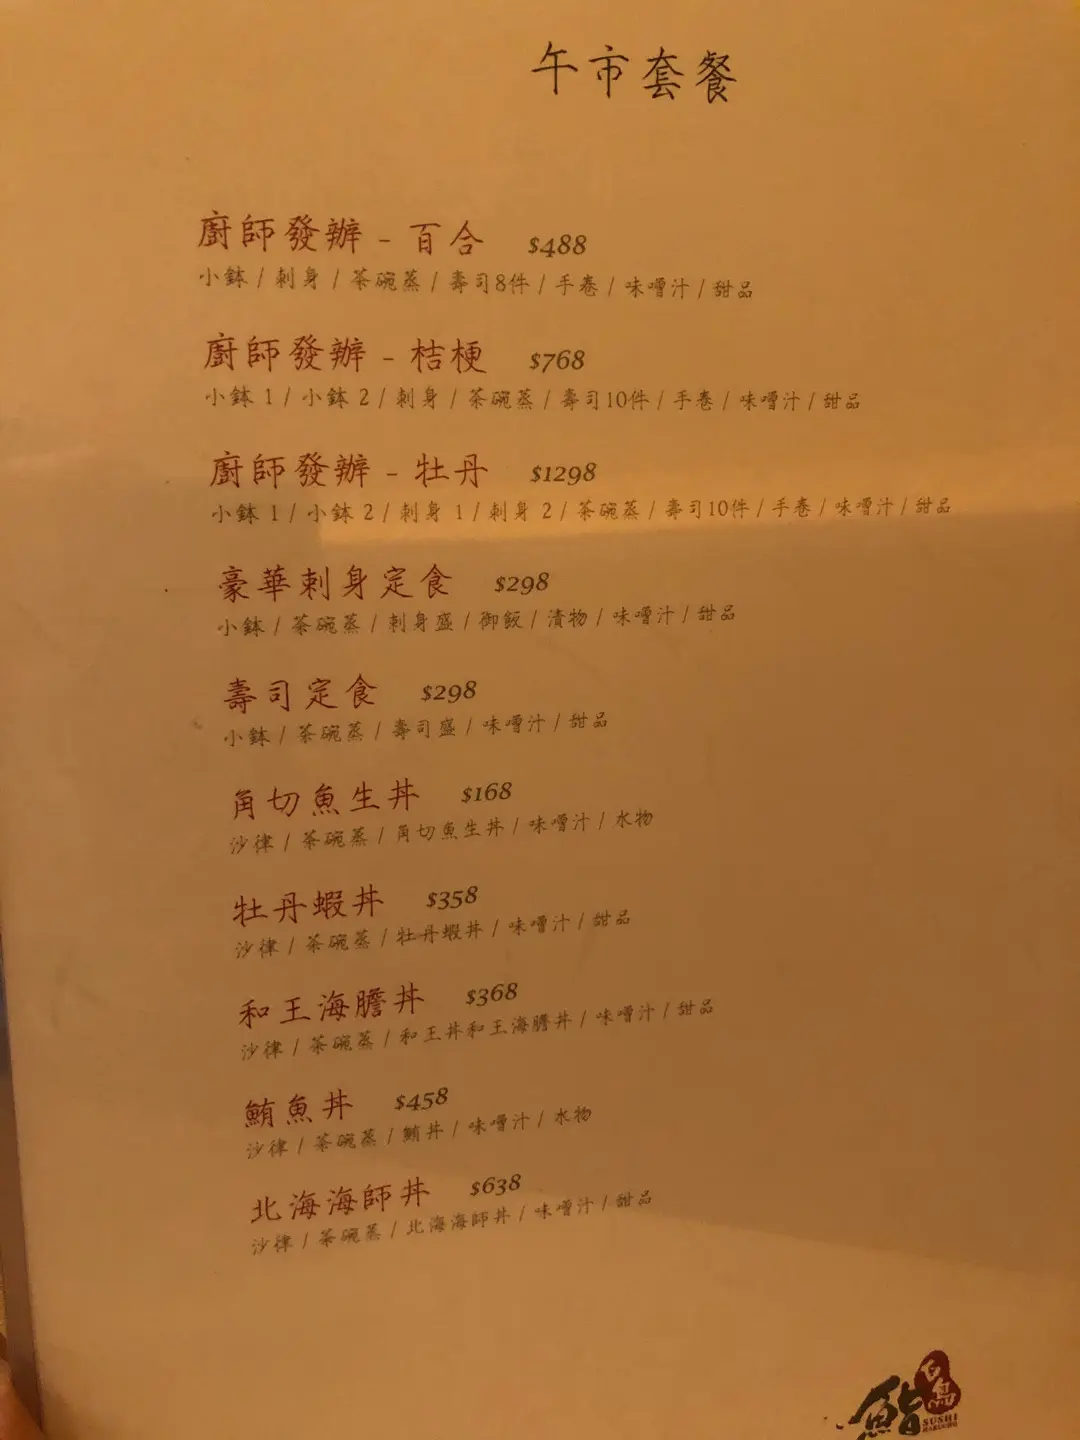 午市套餐
廚師發辦 - 百合 $488
小鉢 / 刺身 / 茶碗蒸 / 壽司8件 / 手卷 / 味噌汁 / 甜品
廚師發辦 - 桔梗 $768
小鉢 1 / 小鉢 2 / 刺身 / 茶碗蒸 / 壽司10件 / 手卷 / 味噌汁 / 甜品
廚師發辦 - 牡丹 $1298
小鉢 1 / 小鉢 2 / 刺身 1 / 刺身 2 / 茶碗蒸 / 壽司10件 / 手卷 / 味噌汁 / 甜品
豪華刺身定食 $298
小鉢 / 茶碗蒸 / 刺身盛 / 御飯 / 漬物 / 味噌汁 / 甜品
壽司定食 $298
小鉢 / 茶碗蒸 / 壽司盛 / 味噌汁 / 甜品
角切魚生丼 $168
沙律 / 茶碗蒸 / 角切魚生丼 / 味噌汁 / 水物
牡丹蝦丼 $358
沙律 / 茶碗蒸 / 牡丹蝦丼 / 味噌汁 / 甜品
和王海膽丼 $368
沙律 / 茶碗蒸 / 和王丼和王海膽丼 / 味噌汁 / 甜品
鮪魚丼 $458
沙律 / 茶碗蒸 / 鮪丼 / 味噌汁 / 水物
北海海師丼 $638
沙律 / 茶碗蒸 / 北海海師丼 / 味噌汁 / 甜品
鮨 白鳥
SUSHI